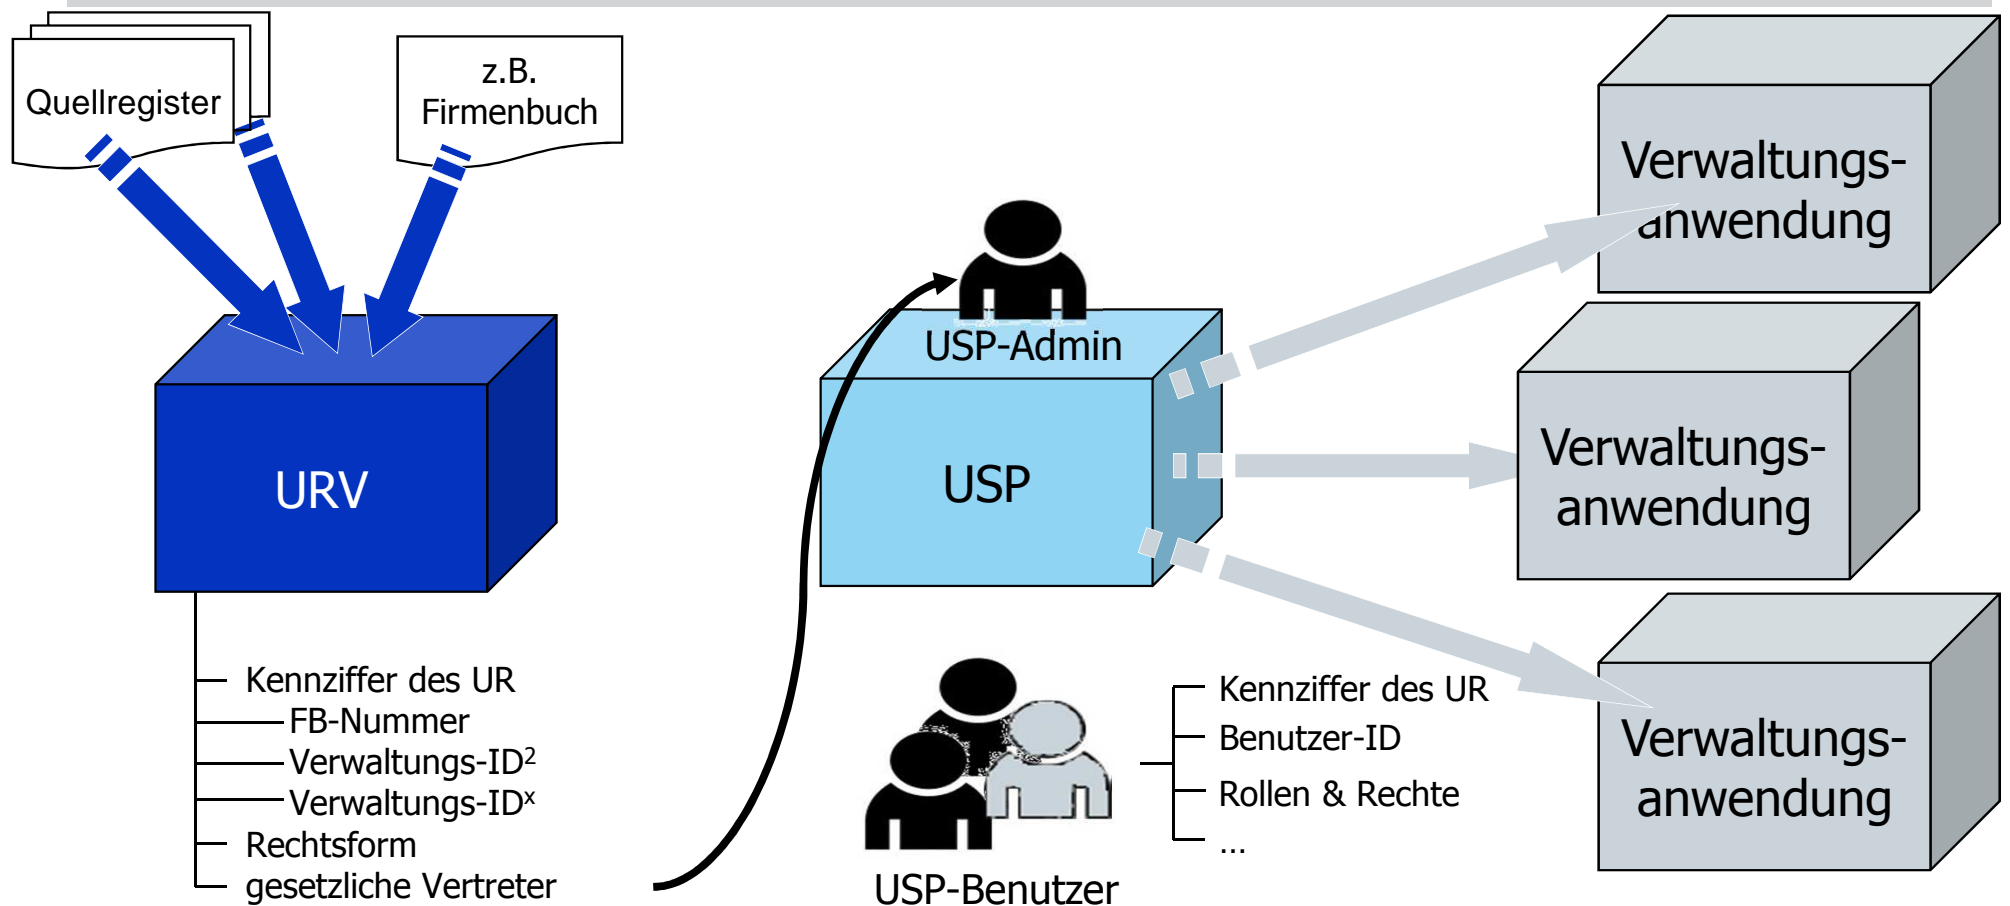 Quellregister
z.B.
Firmenbuch
URV
Kennziffer des UR
FB-Nummer
Verwaltungs-ID²
Verwaltungs-IDˣ
Rechtsform
gesetzliche Vertreter
USP-Admin
USP
USP-Benutzer
Kennziffer des UR
Benutzer-ID
Rollen & Rechte
...
Verwaltungs-
anwendung
Verwaltungs-
anwendung
Verwaltungs-
anwendung